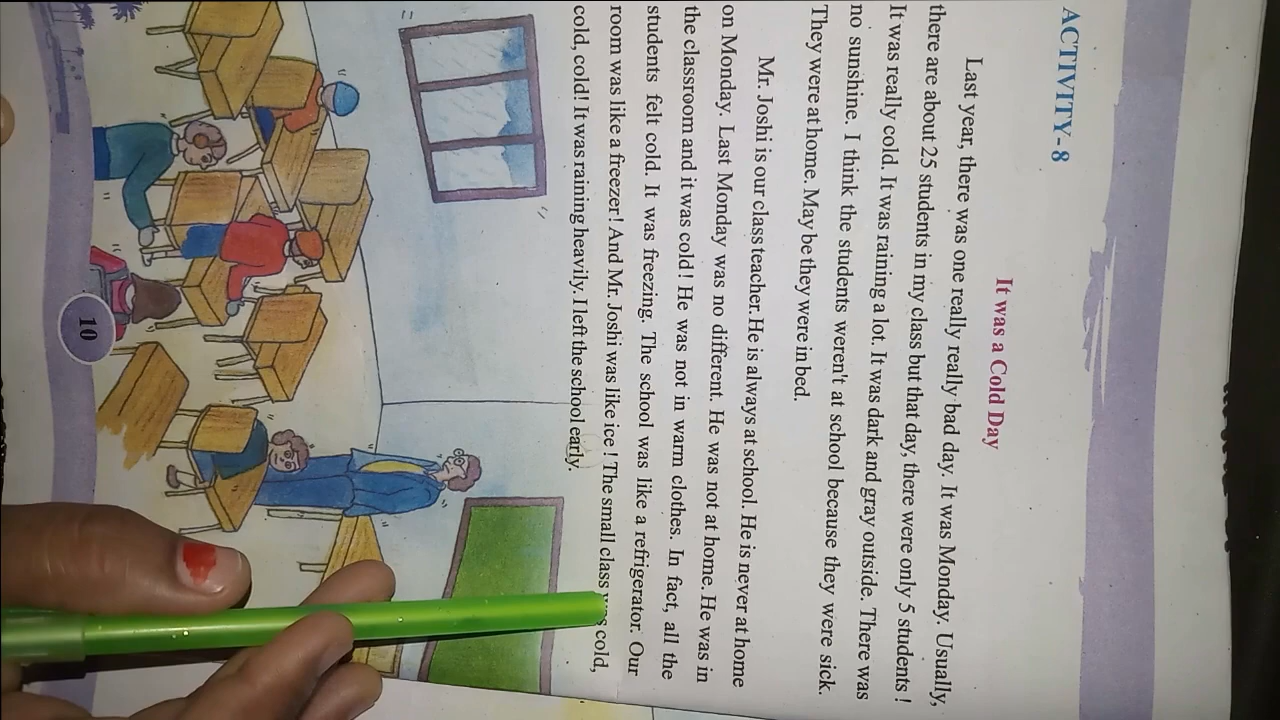 ACTIVITY - 8
It was a Cold Day
Last year, there was one really really bad day. It was Monday. Usually,
there are about 25 students in my class but that day, there were only 5 students !
It was really cold. It was raining a lot. It was dark and gray outside. There was
no sunshine. I think the students weren't at school because they were sick.
They were at home. May be they were in bed.
Mr. Joshi is our class teacher. He is always at school. He is never at home
on Monday. Last Monday was no different. He was not at home. He was in
the classroom and it was cold ! He was not in warm clothes. In fact, all the
students felt cold. It was freezing. The school was like a refrigerator. Our
room was like a freezer! And Mr. Joshi was like ice ! The small class was cold,
cold, cold! It was raining heavily. I left the school early.
10